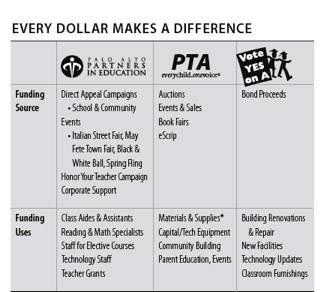 EVERY DOLLAR MAKES A DIFFERENCE
PALO ALTO
PARTNERS
IN EDUCATION
PTA
everychild.onevoice®
Vote
YES
on A
Funding
Source
Direct Appeal Campaigns
• School & Community
Events
• Italian Street Fair, May
Fete Town Fair, Black &
White Ball, Spring Fling
Honor Your Teacher Campaign
Corporate Support
Auctions
Events & Sales
Book Fairs
eScrip
Bond Proceeds
Funding
Uses
Class Aides & Assistants
Reading & Math Specialists
Staff for Elective Courses
Technology Staff
Teacher Grants
Materials & Supplies*
Capital/Tech Equipment
Community Building
Parent Education, Events
Building Renovations
& Repair
New Facilities
Technology Updates
Classroom Furnishings